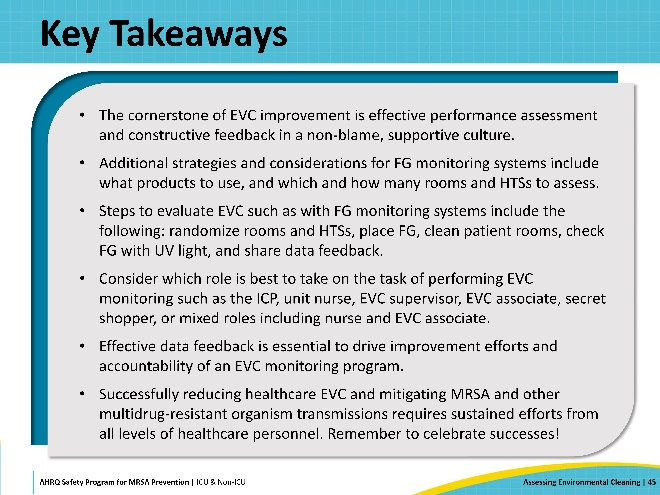 Key Takeaways
• The cornerstone of EVC improvement is effective performance assessment
and constructive feedback in a non-blame, supportive culture.
• Additional strategies and considerations for FG monitoring systems include
what products to use, and which and how many rooms and HTSs to assess.
• Steps to evaluate EVC such as with FG monitoring systems include the
following: randomize rooms and HTSs, place FG, clean patient rooms, check
FG with UV light, and share data feedback.
• Consider which role is best to take on the task of performing EVC
monitoring such as the ICP, unit nurse, EVC supervisor, EVC associate, secret
shopper, or mixed roles including nurse and EVC associate.
• Effective data feedback is essential to drive improvement efforts and
accountability of an EVC monitoring program.
• Successfully reducing healthcare EVC and mitigating MRSA and other
multidrug-resistant organism transmissions requires sustained efforts from
all levels of healthcare personnel. Remember to celebrate successes!
AHRQ Safety Program for MRSA Prevention | ICU & Non-ICU
Assessing Environmental Cleaning | 45